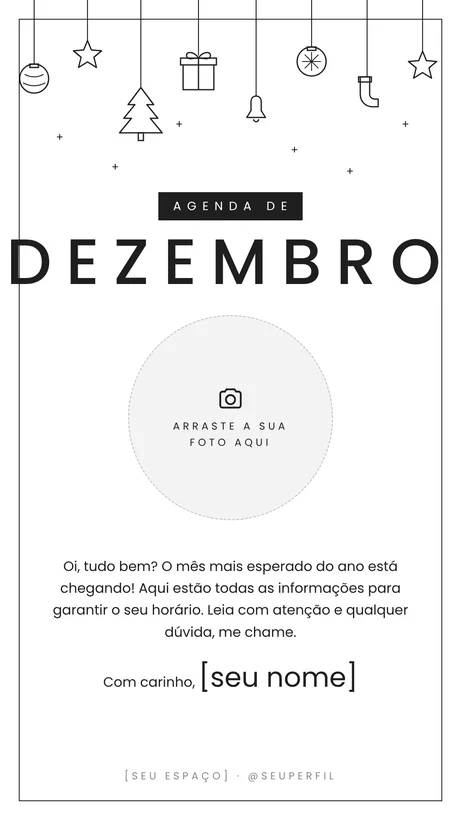 AGENDA DE
DEZEMBRO
ARRASTE A SUA
FOTO AQUI
Oi, tudo bem? O mês mais esperado do ano está
chegando! Aqui estão todas as informações para
garantir o seu horário. Leia com atenção e qualquer
dúvida, me chame.
Com carinho, [seu nome]
[SEU ESPAÇO] · @SEUPERFIL